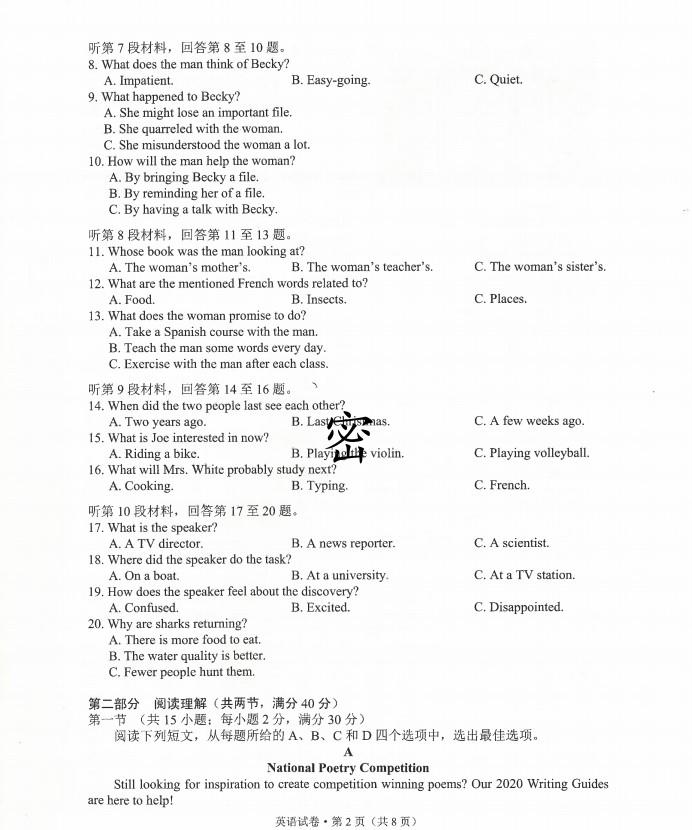 听第 7 段材料，回答第 8 至 10 题。
8. What does the man think of Becky?
A. Impatient. B. Easy-going. C. Quiet.
9. What happened to Becky?
A. She might lose an important file.
B. She quarreled with the woman.
C. She misunderstood the woman a lot.
10. How will the man help the woman?
A. By bringing Becky a file.
B. By reminding her of a file.
C. By having a talk with Becky.
听第 8 段材料，回答第 11 至 13 题。
11. Whose book was the man looking at?
A. The woman's mother's. B. The woman's teacher's. C. The woman's sister's.
12. What are the mentioned French words related to?
A. Food. B. Insects. C. Places.
13. What does the woman promise to do?
A. Take a Spanish course with the man.
B. Teach the man some words every day.
C. Exercise with the man after each class.
听第 9 段材料，回答第 14 至 16 题。
14. When did the two people last see each other?
A. Two years ago. B. Last Christmas. C. A few weeks ago.
15. What is Joe interested in now?
A. Riding a bike. B. Playing the violin. C. Playing volleyball.
密
16. What will Mrs. White probably study next?
A. Cooking. B. Typing. C. French.
听第 10 段材料，回答第 17 至 20 题。
17. What is the speaker?
A. A TV director. B. A news reporter. C. A scientist.
18. Where did the speaker do the task?
A. On a boat. B. At a university. C. At a TV station.
19. How does the speaker feel about the discovery?
A. Confused. B. Excited. C. Disappointed.
20. Why are sharks returning?
A. There is more food to eat.
B. The water quality is better.
C. Fewer people hunt them.
第二部分 阅读理解（共两节，满分 40 分）
第一节 （共 15 小题；每小题 2 分，满分 30 分）
阅读下列短文，从每题所给的 A、B、C 和 D 四个选项中，选出最佳选项。
A
National Poetry Competition
Still looking for inspiration to create competition winning poems? Our 2020 Writing Guides
are here to help!
英语试卷·第 2 页（共 8 页）